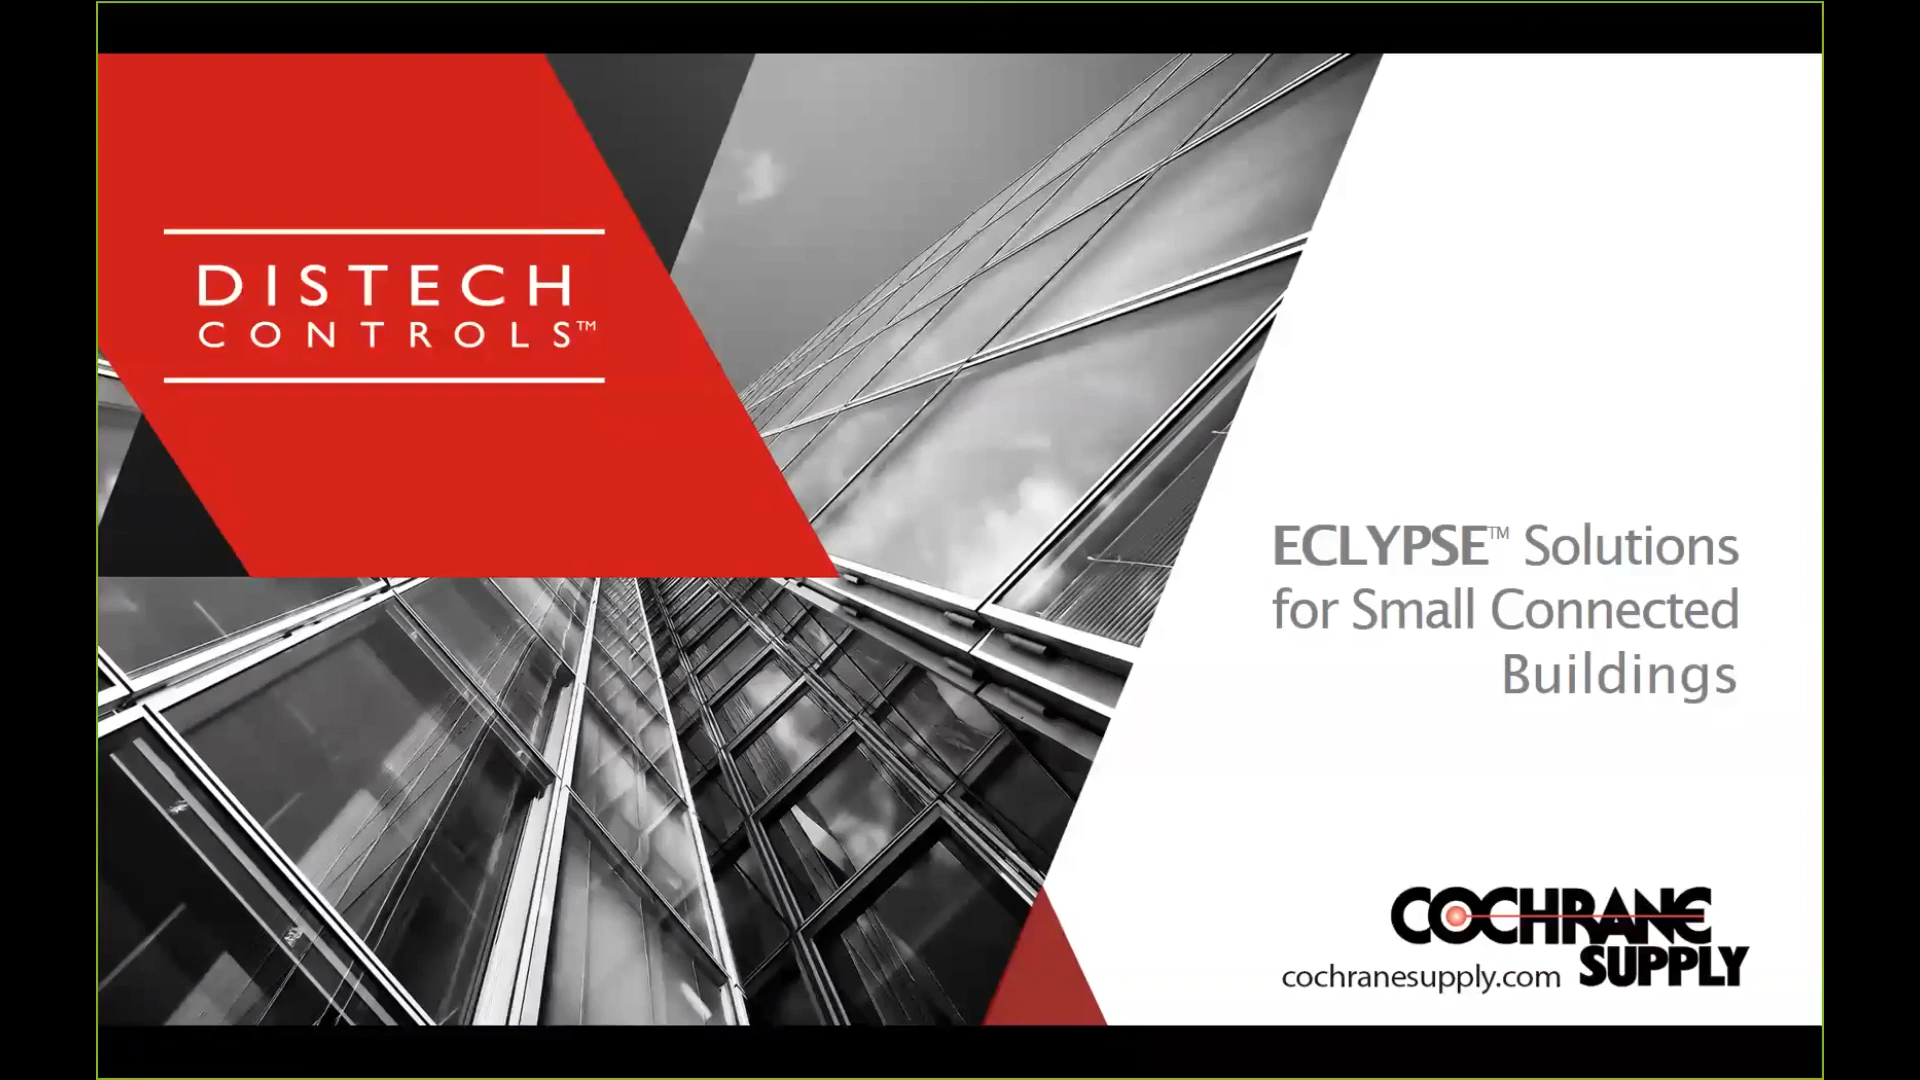 DISTECH
CONTROLS™
ECLYPSE™ Solutions
for Small Connected
Buildings
COCHRANE
SUPPLY
cochranesupply.com